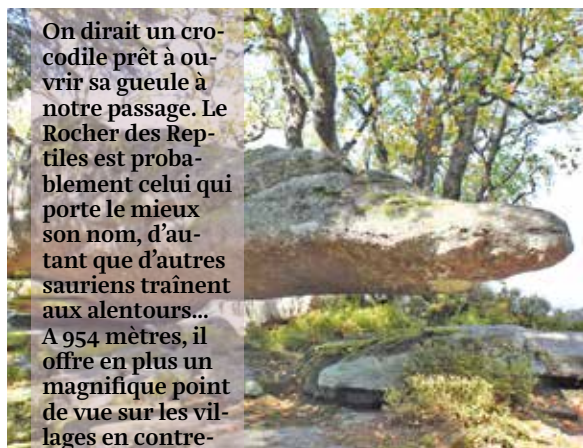 On dirait un cro-
codile prêt à ou-
vrir sa gueule à
notre passage. Le
Rocher des Rep-
tiles est proba-
blement celui qui
porte le mieux
son nom, d’au-
tant que d’autres
sauriens traînent
aux alentours...
A 954 mètres, il
offre en plus un
magnifique point
de vue sur les vil-
lages en contre-